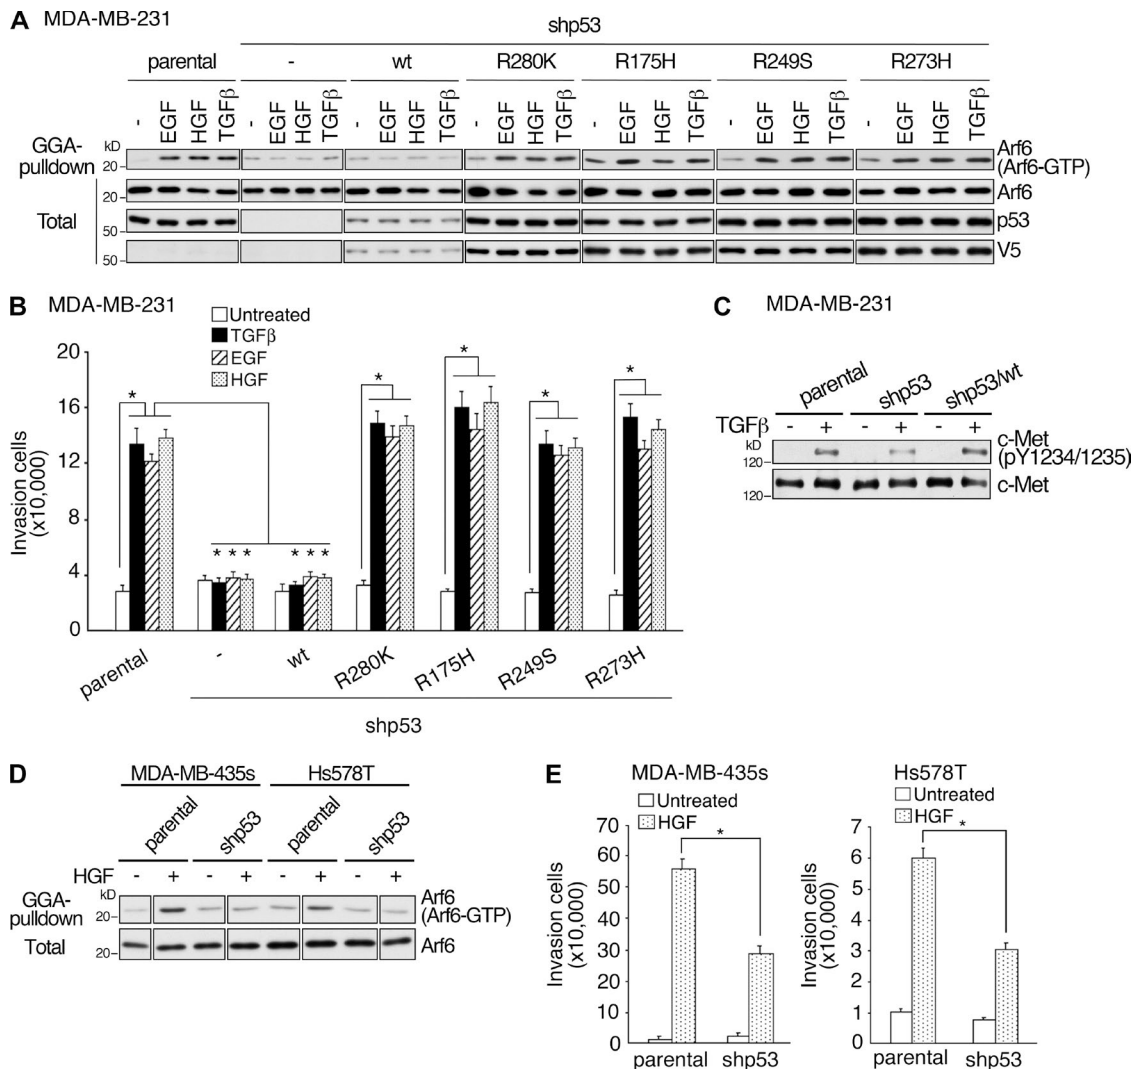 A MDA-MB-231
shp53
parental - wt R280K R175H R249S R273H
- EGF HGF TGFβ - EGF HGF TGFβ - EGF HGF TGFβ - EGF HGF TGFβ - EGF HGF TGFβ - EGF HGF TGFβ - EGF HGF TGFβ
GGA-pulldown kD 20 Arf6 (Arf6-GTP)
20 Arf6
Total 50 p53
50 V5
B MDA-MB-231
Untreated
TGFβ
EGF
HGF
Invasion cells (x10,000)
20
16
12
8
4
0
* * * * * * * * * * *
parental - wt R280K R175H R249S R273H
shp53
C MDA-MB-231
parental shp53 shp53/wt
TGFβ - + - + - +
kD 120 c-Met (pY1234/1235)
120 c-Met
D MDA-MB-435s Hs578T
parental shp53 parental shp53
HGF - + - + - + - +
GGA-pulldown kD 20 Arf6 (Arf6-GTP)
Total 20 Arf6
E MDA-MB-435s
Untreated
HGF
*
Invasion cells (x10,000)
70
60
50
40
30
20
10
0
parental shp53
Hs578T
Untreated
HGF
*
Invasion cells (x10,000)
7
6
5
4
3
2
1
0
parental shp53